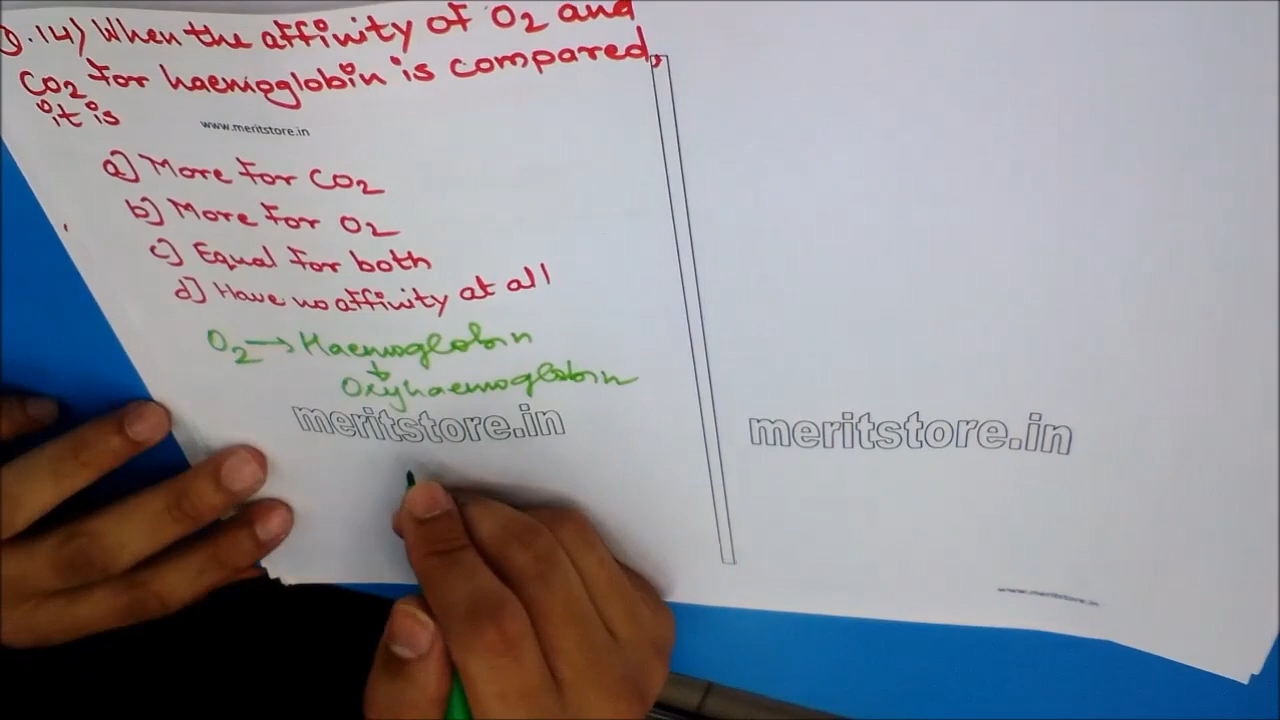 Q.14) When the affinity of O2 and
CO2 for haemoglobin is compared,
it is
www.meritstore.in
a] More for CO2
b] More for O2
c] Equal for both
d] Have no affinity at all
O2 → Haemoglobin
↓
Oxyhaemoglobin
meritstore.in
meritstore.in
www.meritstore.in